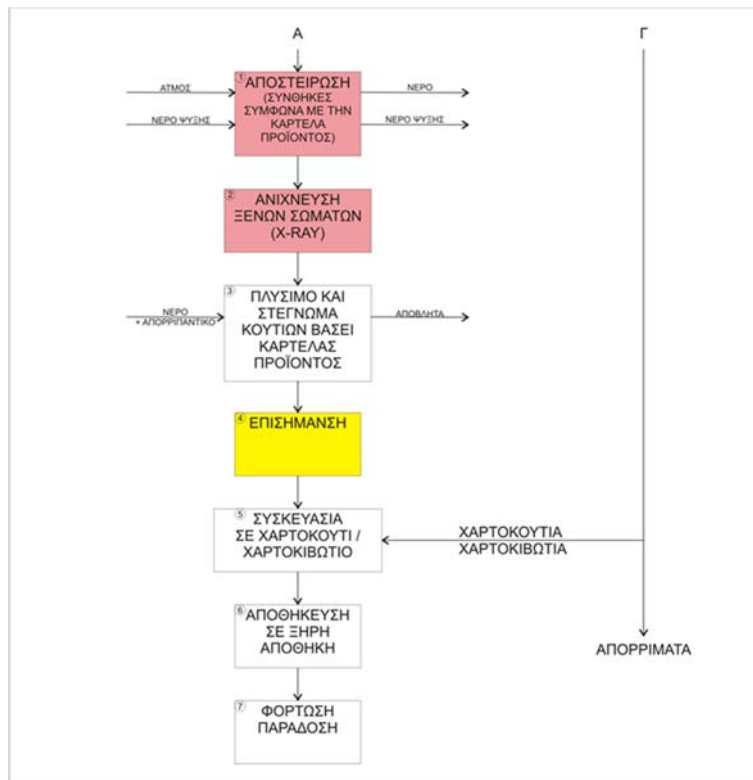 Α
Γ
① ΑΠΟΣΤΕΙΡΩΣΗ
(ΣΥΝΘΗΚΕΣ
ΣΥΜΦΩΝΑ ΜΕ ΤΗΝ
ΚΑΡΤΕΛΑ
ΠΡΟΪΟΝΤΟΣ)
ΑΤΜΟΣ
ΝΕΡΟ
ΝΕΡΟ ΨΥΞΗΣ
ΝΕΡΟ ΨΥΞΗΣ
② ΑΝΙΧΝΕΥΣΗ
ΞΕΝΩΝ ΣΩΜΑΤΩΝ
(X-RAY)
③ ΠΛΥΣΙΜΟ ΚΑΙ
ΣΤΕΓΝΩΜΑ
ΚΟΥΤΙΩΝ ΒΑΣΕΙ
ΚΑΡΤΕΛΑΣ
ΠΡΟΪΟΝΤΟΣ
ΝΕΡΟ
+ ΑΠΟΡΡΙΠΑΝΤΙΚΟ
ΑΠΟΒΛΗΤΑ
④ ΕΠΙΣΗΜΑΝΣΗ
⑤ ΣΥΣΚΕΥΑΣΙΑ
ΣΕ ΧΑΡΤΟΚΟΥΤΙ /
ΧΑΡΤΟΚΙΒΩΤΙΟ
ΧΑΡΤΟΚΟΥΤΙΑ
ΧΑΡΤΟΚΙΒΩΤΙΑ
⑥ ΑΠΟΘΗΚΕΥΣΗ
ΣΕ ΞΗΡΗ
ΑΠΟΘΗΚΗ
ΑΠΟΡΡΙΜΑΤΑ
⑦ ΦΟΡΤΩΣΗ
ΠΑΡΑΔΟΣΗ